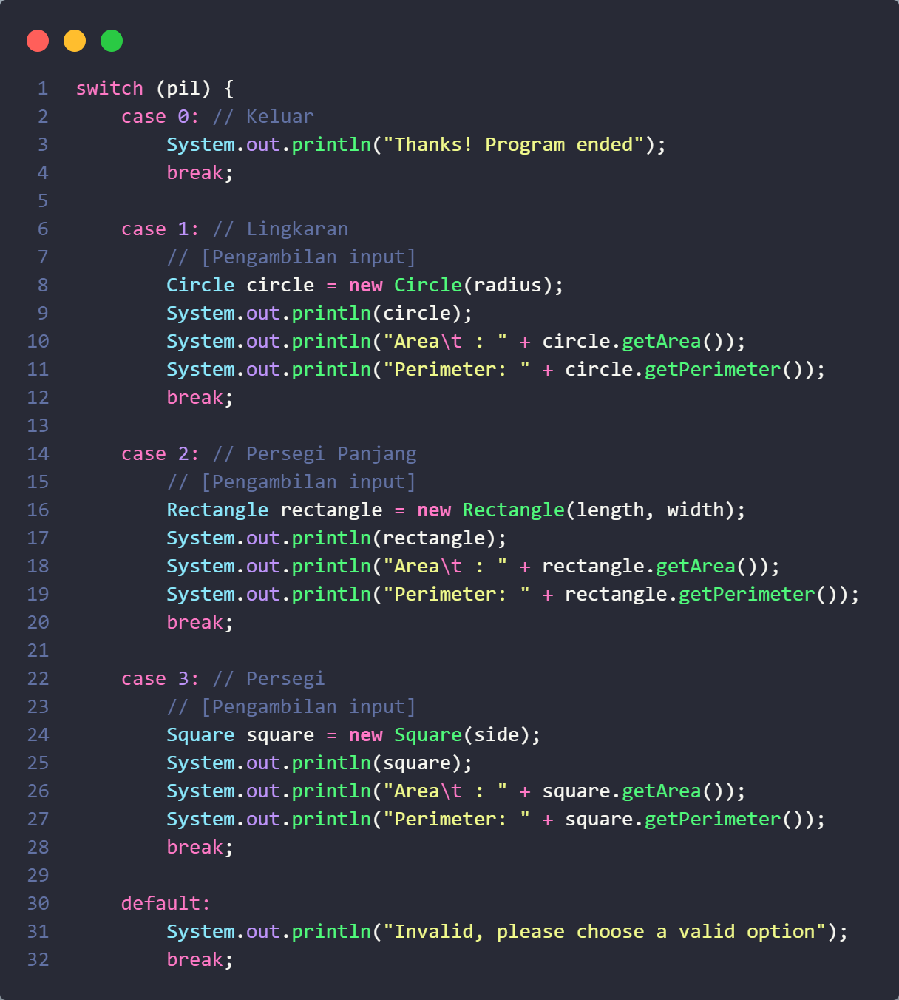 1 switch (pil) {
2     case 0: // Keluar
3         System.out.println("Thanks! Program ended");
4         break;
5
6     case 1: // Lingkaran
7         // [Pengambilan input]
8         Circle circle = new Circle(radius);
9         System.out.println(circle);
10         System.out.println("Area\t : " + circle.getArea());
11         System.out.println("Perimeter: " + circle.getPerimeter());
12         break;
13
14     case 2: // Persegi Panjang
15         // [Pengambilan input]
16         Rectangle rectangle = new Rectangle(length, width);
17         System.out.println(rectangle);
18         System.out.println("Area\t : " + rectangle.getArea());
19         System.out.println("Perimeter: " + rectangle.getPerimeter());
20         break;
21
22     case 3: // Persegi
23         // [Pengambilan input]
24         Square square = new Square(side);
25         System.out.println(square);
26         System.out.println("Area\t : " + square.getArea());
27         System.out.println("Perimeter: " + square.getPerimeter());
28         break;
29
30     default:
31         System.out.println("Invalid, please choose a valid option");
32         break;